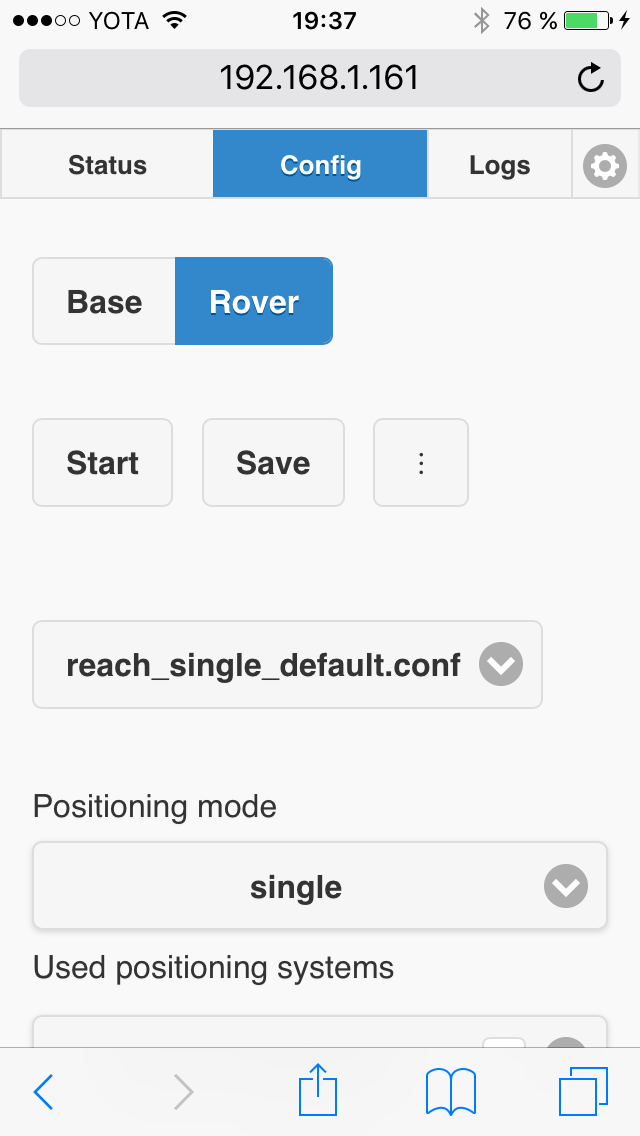 YOTA 19:37 76 %
192.168.1.161
Status Config Logs
Base Rover
Start Save ⋮
reach_single_default.conf
Positioning mode
single
Used positioning systems